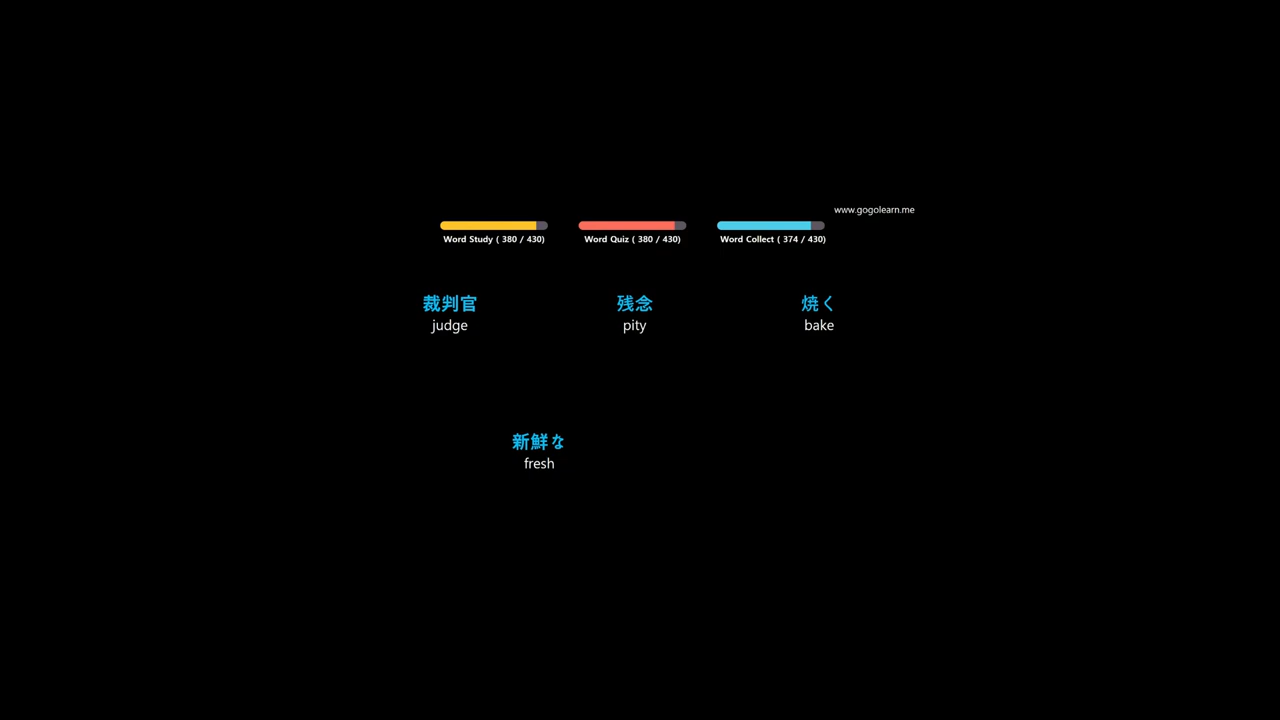 www.gogolearn.me
Word Study ( 380 / 430)
Word Quiz ( 380 / 430)
Word Collect ( 374 / 430)
裁判官
judge
残念
pity
焼く
bake
新鮮な
fresh